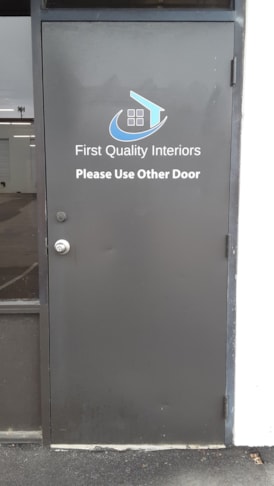 First Quality Interiors
Please Use Other Door